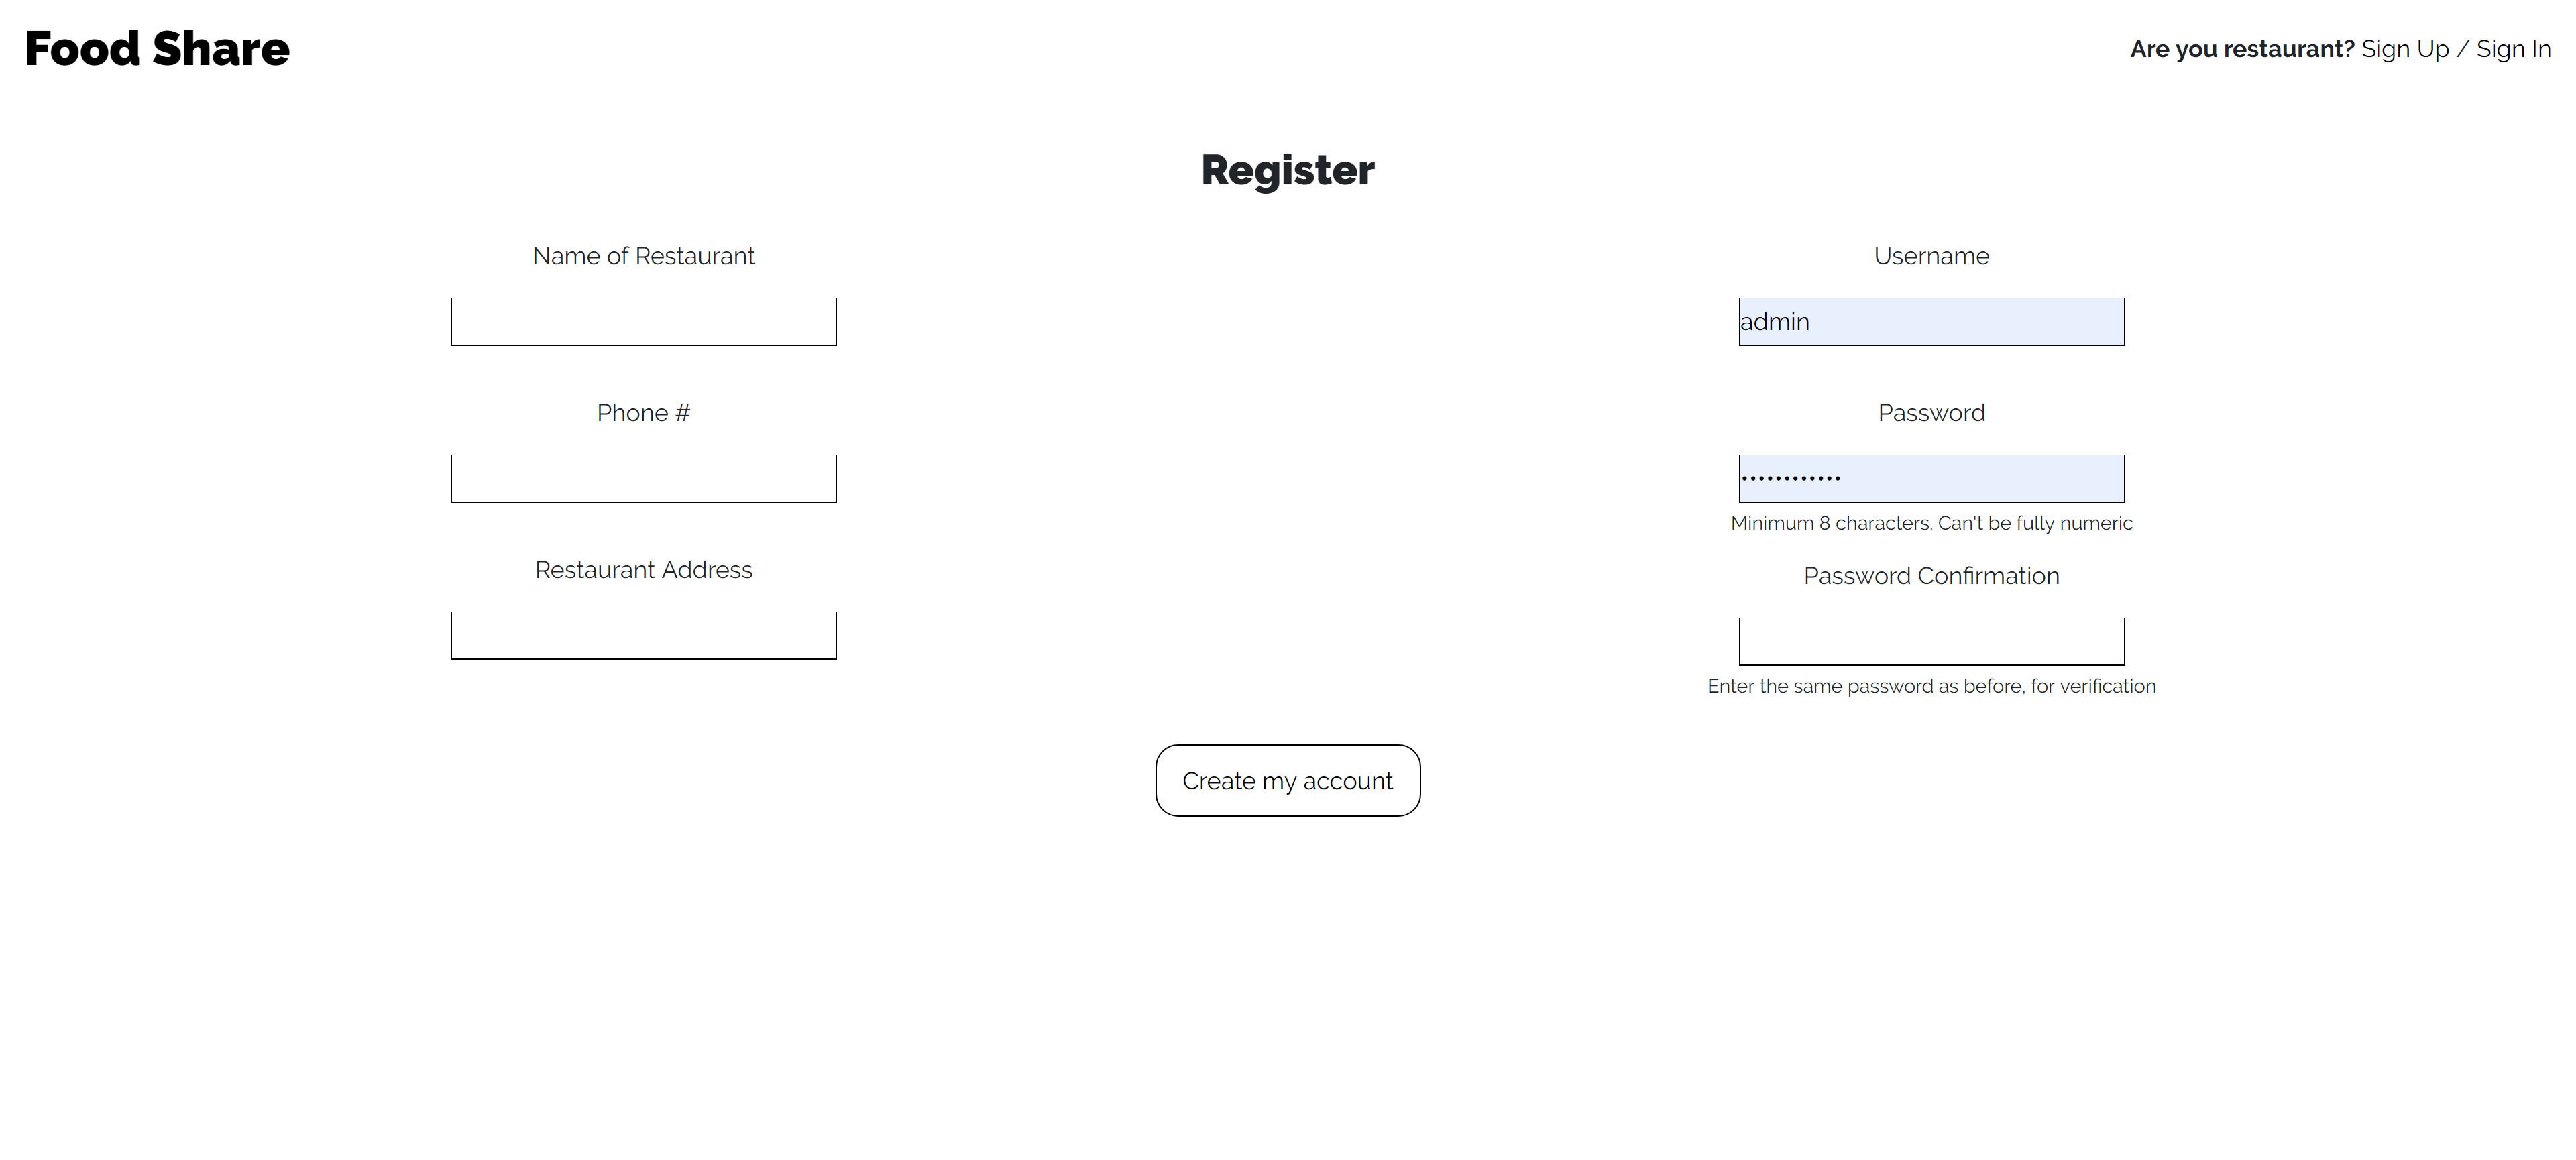 Food Share
Are you restaurant? Sign Up / Sign In
Register
Name of Restaurant
Phone #
Restaurant Address
Username
admin
Password
••••••••••••
Minimum 8 characters. Can't be fully numeric
Password Confirmation
Enter the same password as before, for verification
Create my account